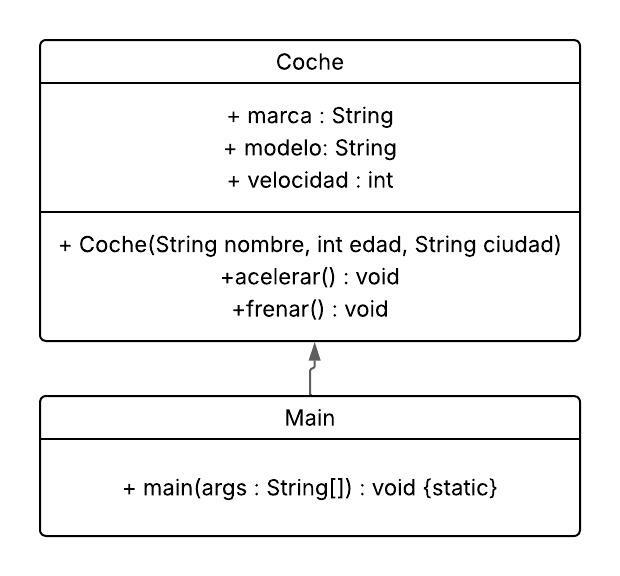 Coche
+ marca : String
+ modelo: String
+ velocidad : int
+ Coche(String nombre, int edad, String ciudad)
+acelerar() : void
+frenar() : void
Main
+ main(args : String[]) : void {static}